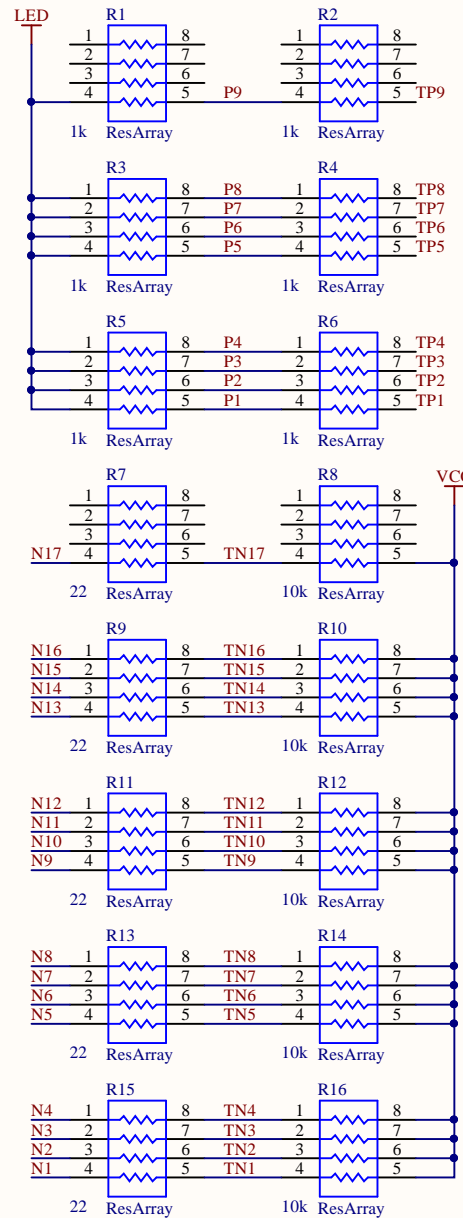 LED
R1 R2
1 8 1 8
2 7 2 7
3 6 3 6
4 5 P9 4 5 TP9
1k ResArray 1k ResArray
R3 R4
1 8 P8 1 8 TP8
2 7 P7 2 7 TP7
3 6 P6 3 6 TP6
4 5 P5 4 5 TP5
1k ResArray 1k ResArray
R5 R6
1 8 P4 1 8 TP4
2 7 P3 2 7 TP3
3 6 P2 3 6 TP2
4 5 P1 4 5 TP1
1k ResArray 1k ResArray
R7 R8 VCC
1 8 1 8
2 7 2 7
3 6 3 6
N17 4 5 TN17 4 5
22 ResArray 10k ResArray
R9 R10
N16 1 8 TN16 1 8
N15 2 7 TN15 2 7
N14 3 6 TN14 3 6
N13 4 5 TN13 4 5
22 ResArray 10k ResArray
R11 R12
N12 1 8 TN12 1 8
N11 2 7 TN11 2 7
N10 3 6 TN10 3 6
N9 4 5 TN9 4 5
22 ResArray 10k ResArray
R13 R14
N8 1 8 TN8 1 8
N7 2 7 TN7 2 7
N6 3 6 TN6 3 6
N5 4 5 TN5 4 5
22 ResArray 10k ResArray
R15 R16
N4 1 8 TN4 1 8
N3 2 7 TN3 2 7
N2 3 6 TN2 3 6
N1 4 5 TN1 4 5
22 ResArray 10k ResArray